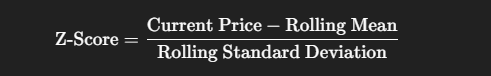 Z-Score = Current Price − Rolling Mean / Rolling Standard Deviation